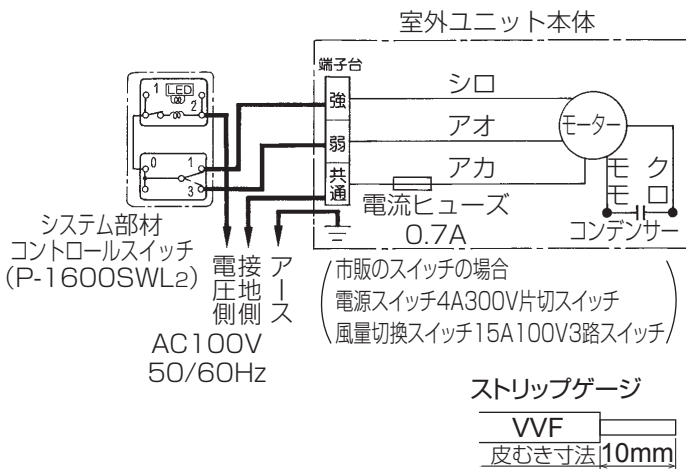 室外ユニット本体
端子台
強
弱
共通
シロ
アオ
アカ
モーター
モモ
クロ
電流ヒューズ
0.7A
コンデンサー
1
LED
2
0
1
3
システム部材
コントロールスイッチ
(P-1600SWL2)
電圧側
接地側
アース
AC100V
50/60Hz
市販のスイッチの場合
電源スイッチ4A300V片切スイッチ
風量切換スイッチ15A100V3路スイッチ
ストリップゲージ
VVF
皮むき寸法
10mm